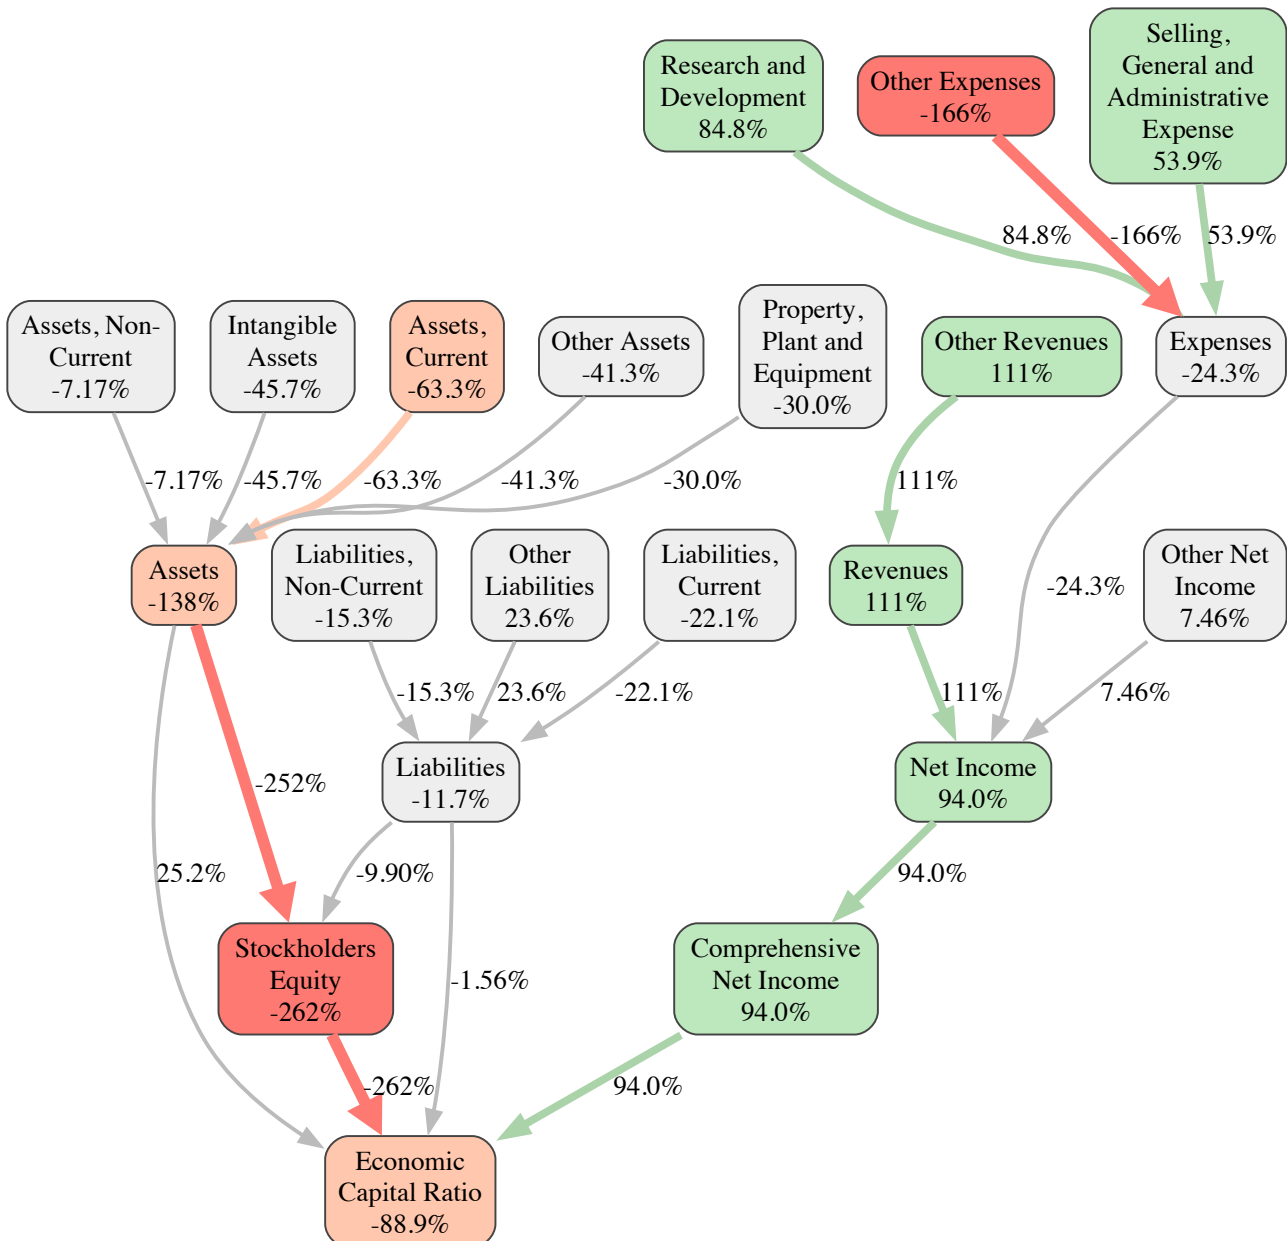 Research and
Development
84.8%
Other Expenses
-166%
Selling,
General and
Administrative
Expense
53.9%
84.8%
-166%
53.9%
Assets, Non-
Current
-7.17%
Intangible
Assets
-45.7%
Assets,
Current
-63.3%
Other Assets
-41.3%
Property,
Plant and
Equipment
-30.0%
Other Revenues
111%
Expenses
-24.3%
-7.17%
-45.7%
-63.3%
-41.3%
-30.0%
111%
Assets
-138%
Liabilities,
Non-Current
-15.3%
Other
Liabilities
23.6%
Liabilities,
Current
-22.1%
Revenues
111%
-24.3%
Other Net
Income
7.46%
-15.3%
23.6%
-22.1%
111%
7.46%
-252%
Liabilities
-11.7%
Net Income
94.0%
25.2%
-9.90%
94.0%
Stockholders
Equity
-262%
-1.56%
Comprehensive
Net Income
94.0%
-262%
94.0%
Economic
Capital Ratio
-88.9%